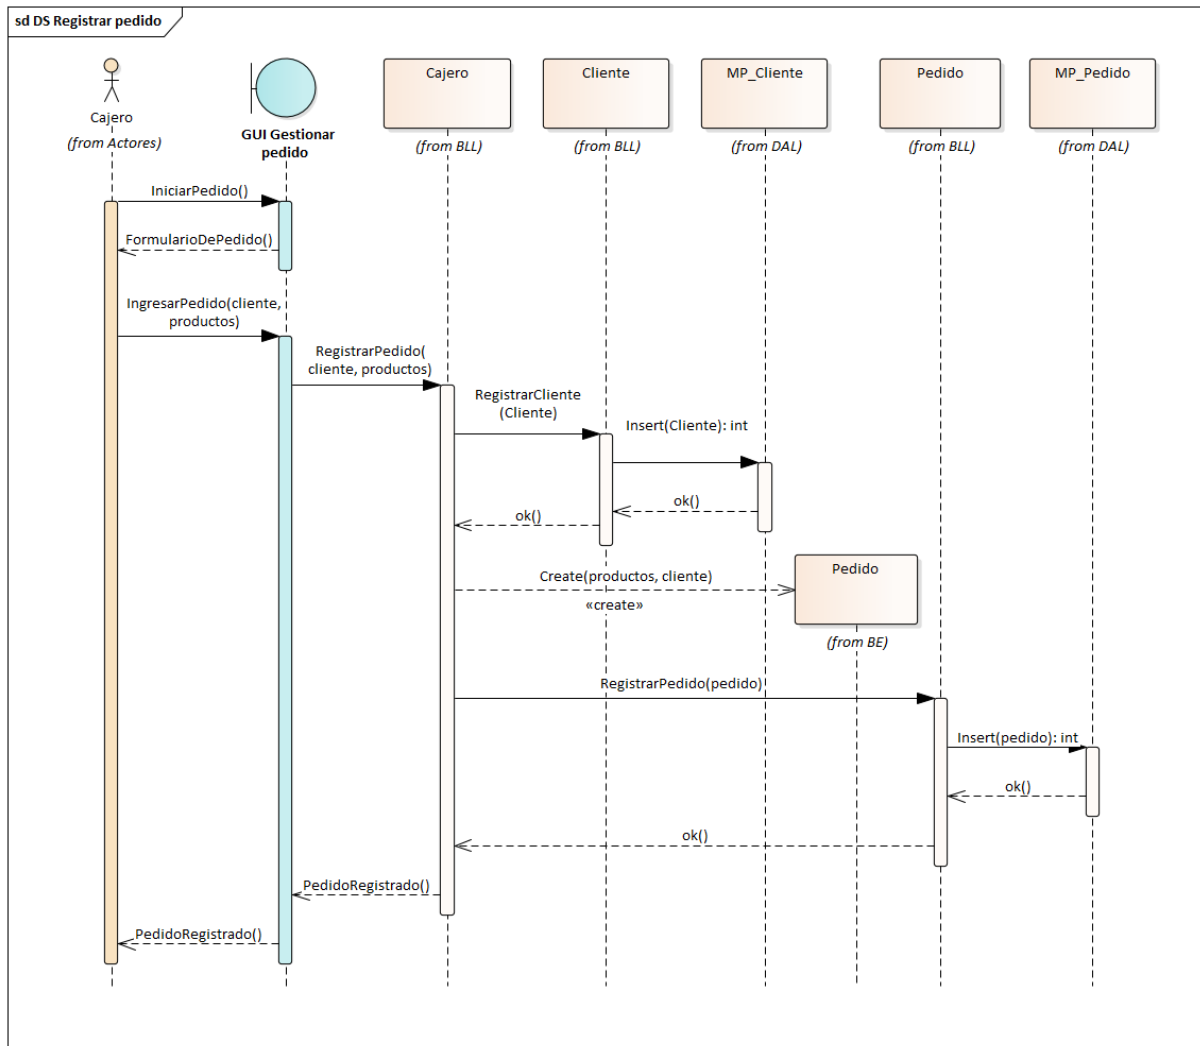 sd DS Registrar pedido
Cajero
(from Actores)
GUI Gestionar
pedido
Cajero
(from BLL)
Cliente
(from BLL)
MP_Cliente
(from DAL)
Pedido
(from BLL)
MP_Pedido
(from DAL)
IniciarPedido()
FormularioDePedido()
IngresarPedido(cliente,
productos)
RegistrarPedido(
cliente, productos)
RegistrarCliente
(Cliente)
Insert(Cliente): int
ok()
ok()
Create(productos, cliente)
«create»
Pedido
(from BE)
RegistrarPedido(pedido)
Insert(pedido): int
ok()
ok()
PedidoRegistrado()
PedidoRegistrado()